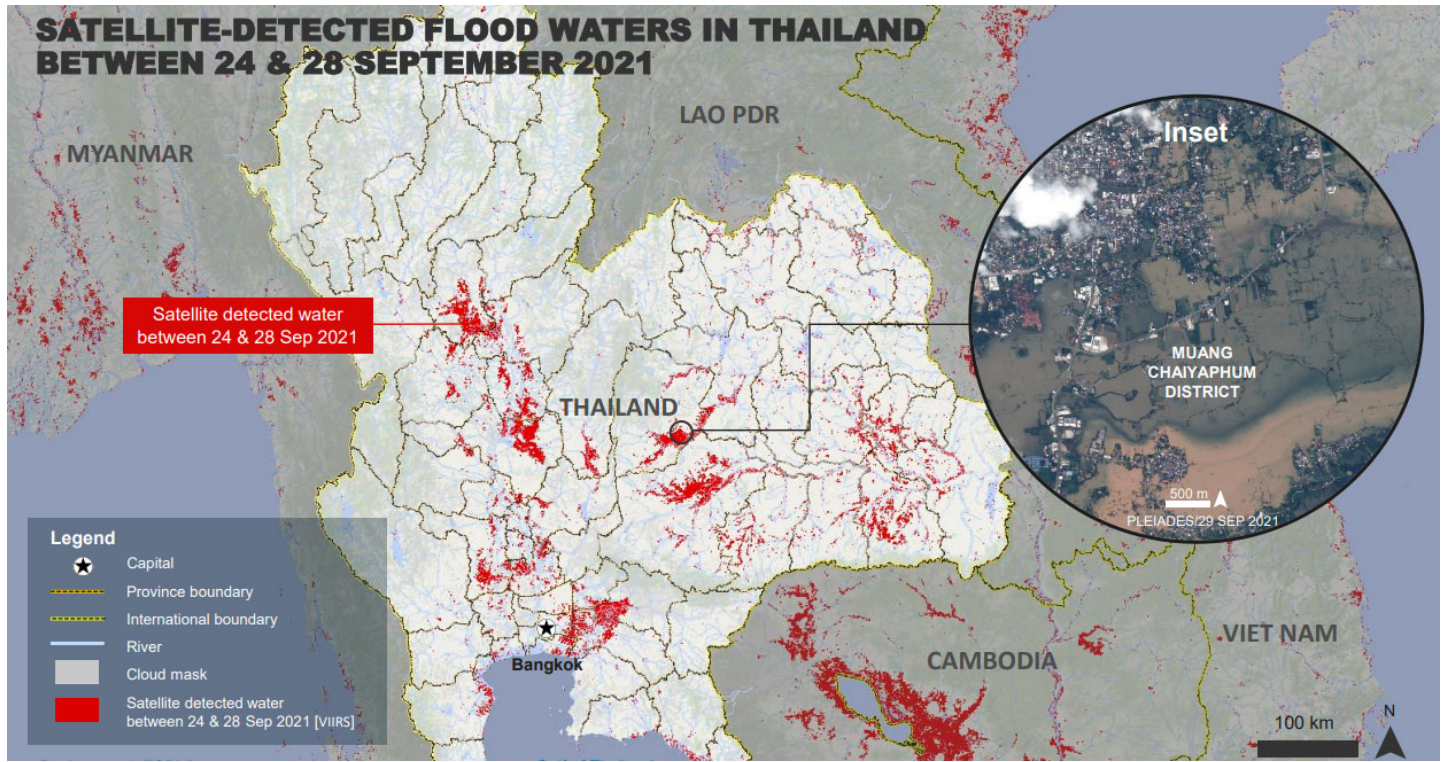 SATELLITE-DETECTED FLOOD WATERS IN THAILAND
BETWEEN 24 & 28 SEPTEMBER 2021
LAO PDR
MYANMAR
Inset
Satellite detected water
between 24 & 28 Sep 2021
MUANG
CHAIYAPHUM
DISTRICT
THAILAND
500 m
PLEIADES/29 SEP 2021
Legend
Capital
Province boundary
International boundary
River
Cloud mask
Satellite detected water
between 24 & 28 Sep 2021 [VIIRS]
Bangkok
CAMBODIA
VIET NAM
100 km
N